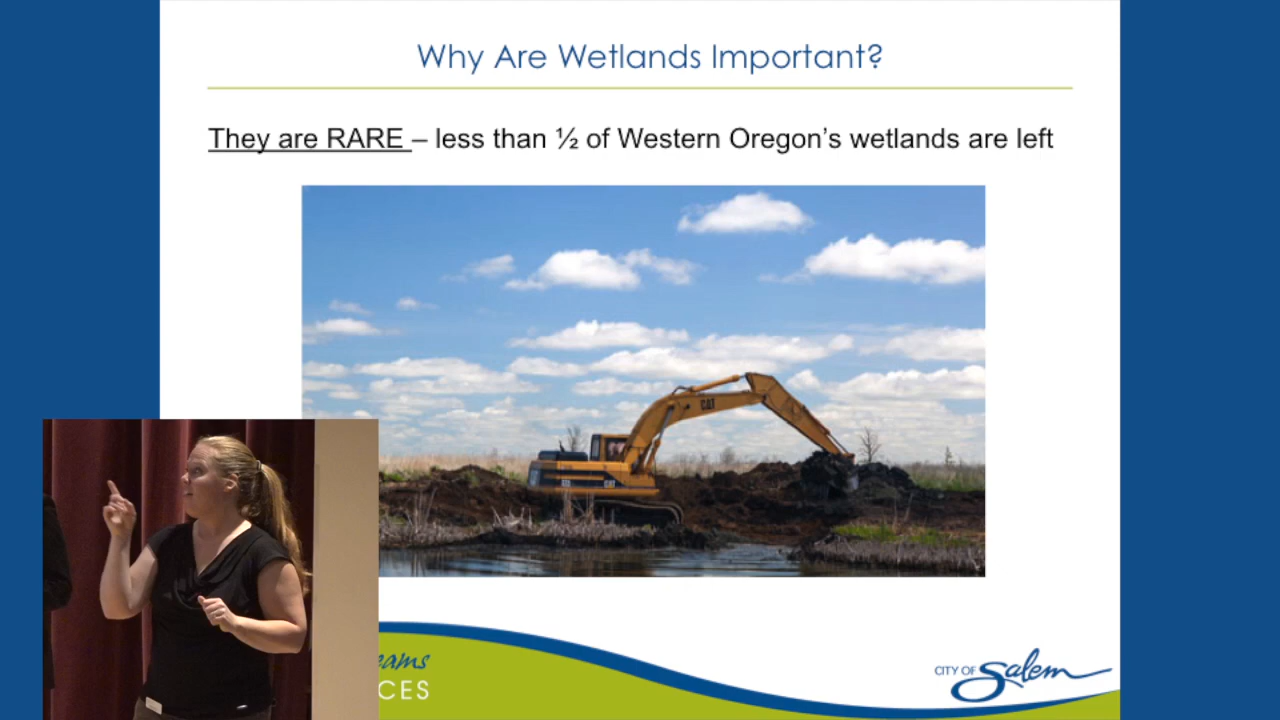 Why Are Wetlands Important?
They are RARE – less than ½ of Western Oregon's wetlands are left
CAT
CAT
eams
CES
CITY OF Salem